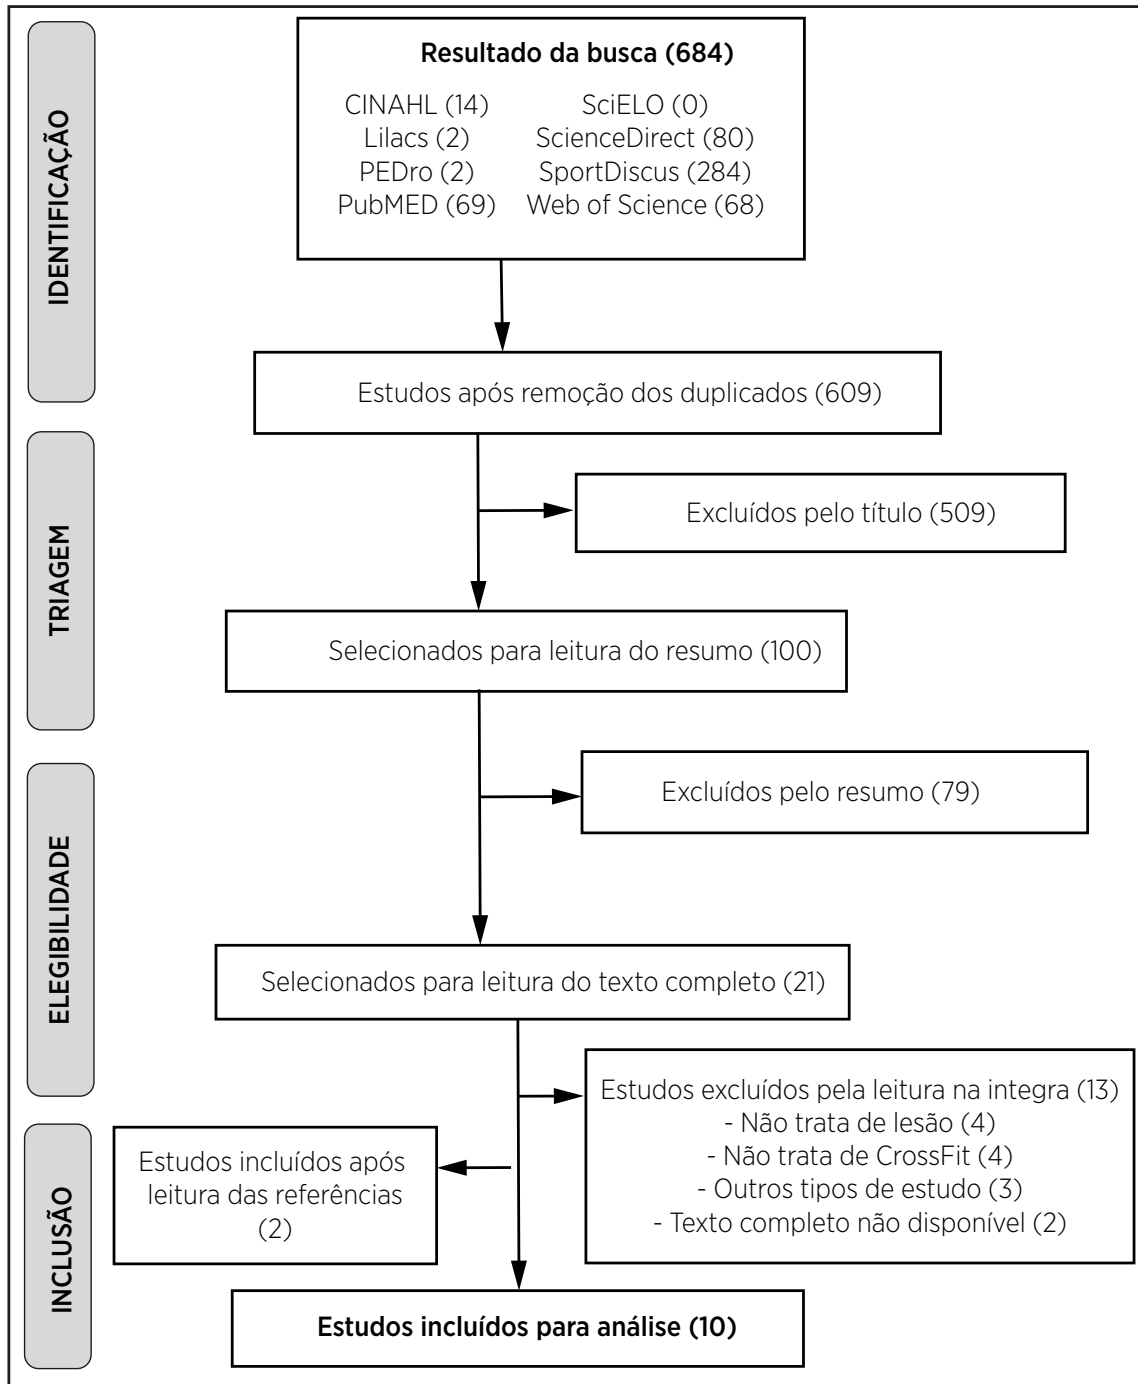 IDENTIFICAÇÃO
Resultado da busca (684)
CINAHL (14) SciELO (0)
Lilacs (2) ScienceDirect (80)
PEDro (2) SportDiscus (284)
PubMED (69) Web of Science (68)
Estudos após remoção dos duplicados (609)
TRIAGEM
Excluídos pelo título (509)
Selecionados para leitura do resumo (100)
ELEGIBILIDADE
Excluídos pelo resumo (79)
Selecionados para leitura do texto completo (21)
Estudos excluídos pela leitura na integra (13)
- Não trata de lesão (4)
- Não trata de CrossFit (4)
- Outros tipos de estudo (3)
- Texto completo não disponível (2)
INCLUSÃO
Estudos incluídos após
leitura das referências
(2)
Estudos incluídos para análise (10)